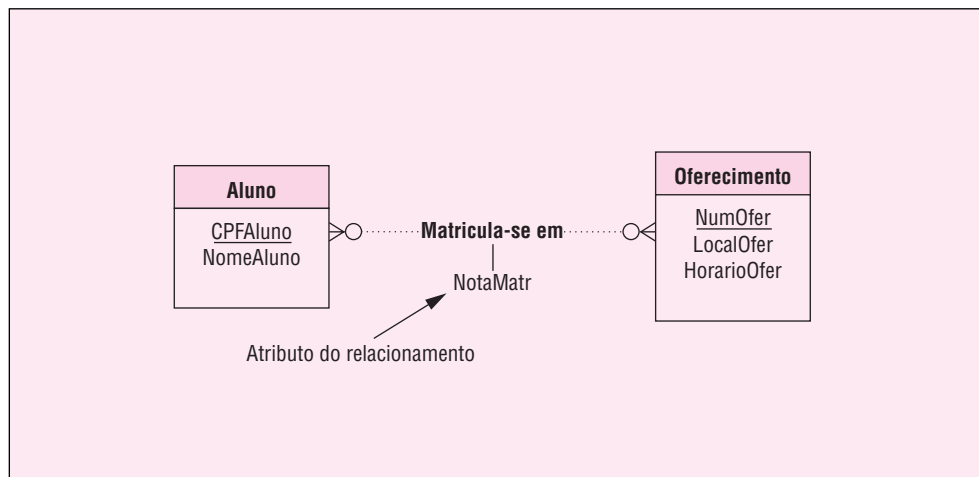 Aluno
CPFAluno
NomeAluno
Matricula-se em
NotaMatr
Atributo do relacionamento
Oferecimento
NumOfer
LocalOfer
HorarioOfer